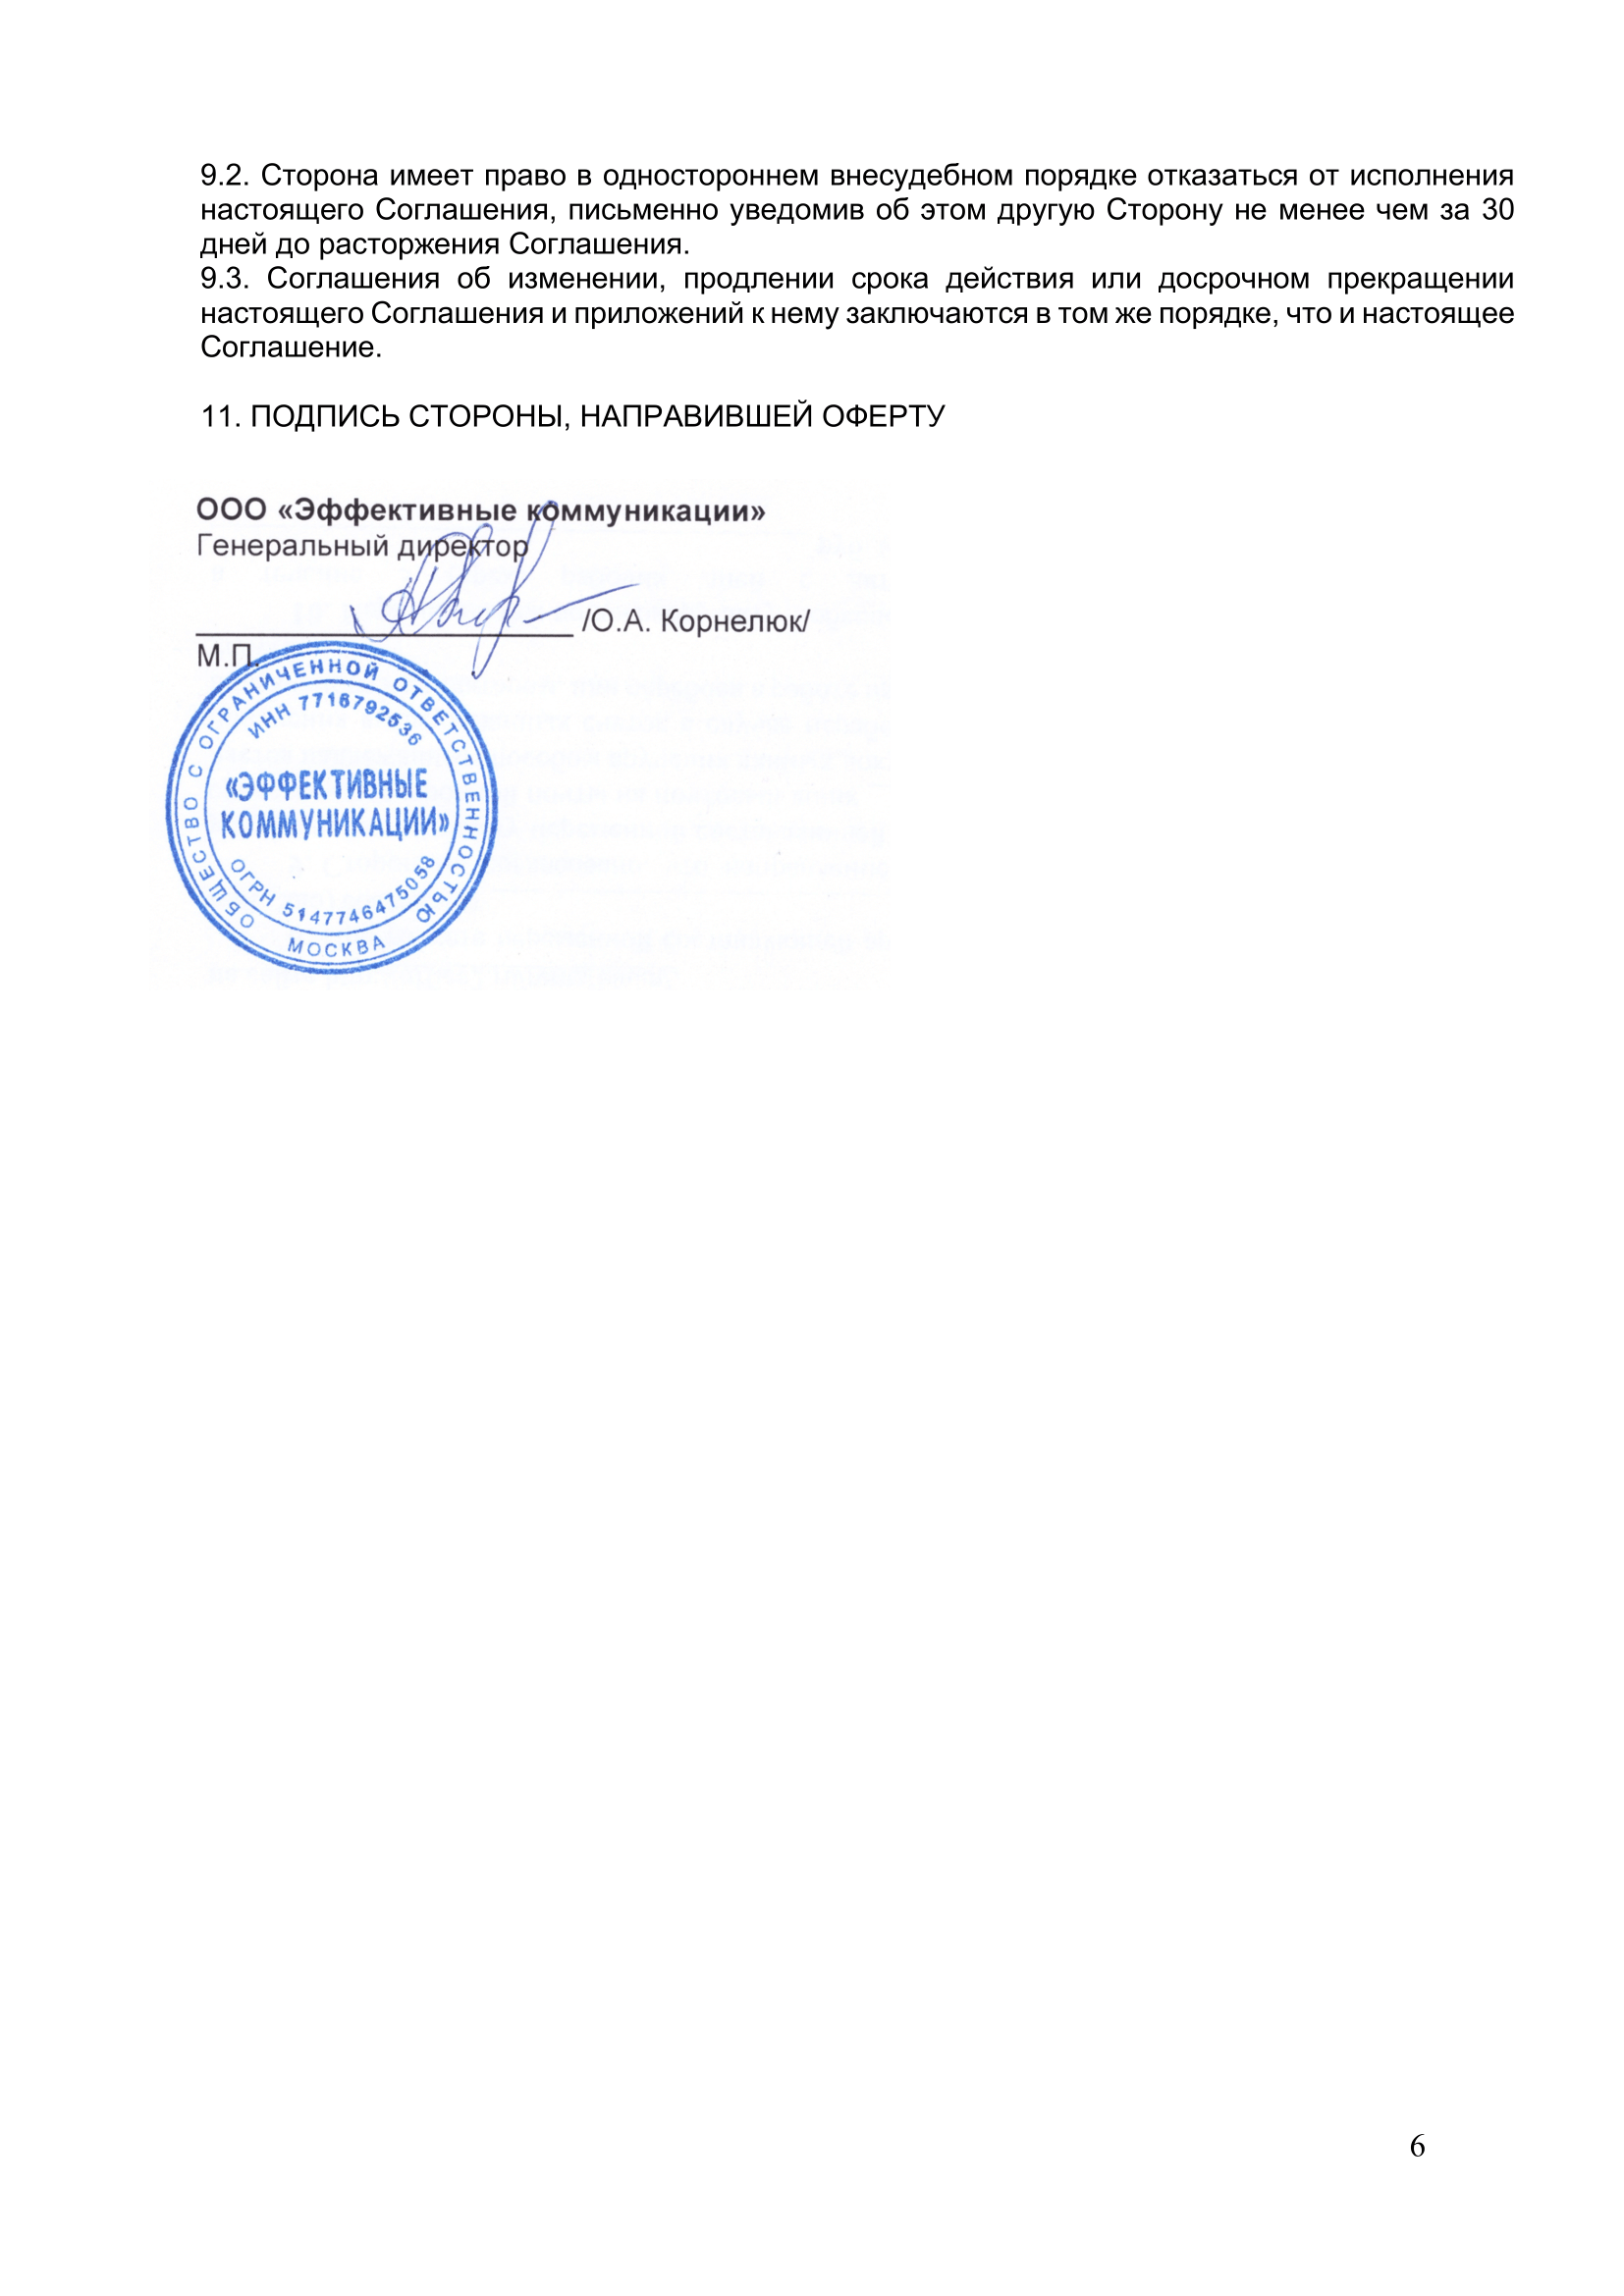 9.2. Сторона имеет право в одностороннем внесудебном порядке отказаться от исполнения
настоящего Соглашения, письменно уведомив об этом другую Сторону не менее чем за 30
дней до расторжения Соглашения.
9.3. Соглашения об изменении, продлении срока действия или досрочном прекращении
настоящего Соглашения и приложений к нему заключаются в том же порядке, что и настоящее
Соглашение.
11. ПОДПИСЬ СТОРОНЫ, НАПРАВИВШЕЙ ОФЕРТУ
ООО «Эффективные коммуникации»
Генеральный директор
/О.А. Корнелюк/
М.П.
ОБЩЕСТВО С ОГРАНИЧЕННОЙ ОТВЕТСТВЕННОСТЬЮ
ИНН 7716792536
«ЭФФЕКТИВНЫЕ
КОММУНИКАЦИИ»
ОГРН 5147746475058
МОСКВА
6